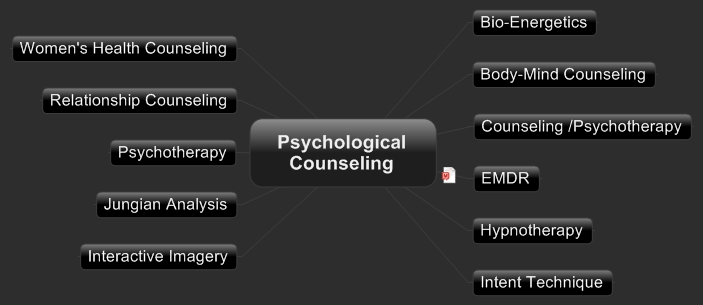 Psychological
Counseling
Women's Health Counseling
Relationship Counseling
Psychotherapy
Jungian Analysis
Interactive Imagery
Bio-Energetics
Body-Mind Counseling
Counseling /Psychotherapy
EMDR
Hypnotherapy
Intent Technique